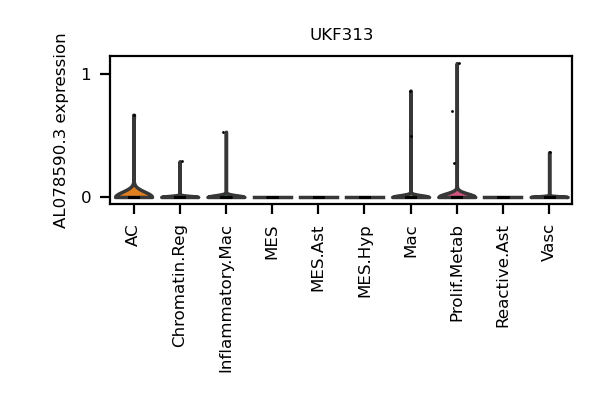 UKF313
AL078590.3 expression
1
0
AC
Chromatin.Reg
Inflammatory.Mac
MES
MES.Ast
MES.Hyp
Mac
Prolif.Metab
Reactive.Ast
Vasc